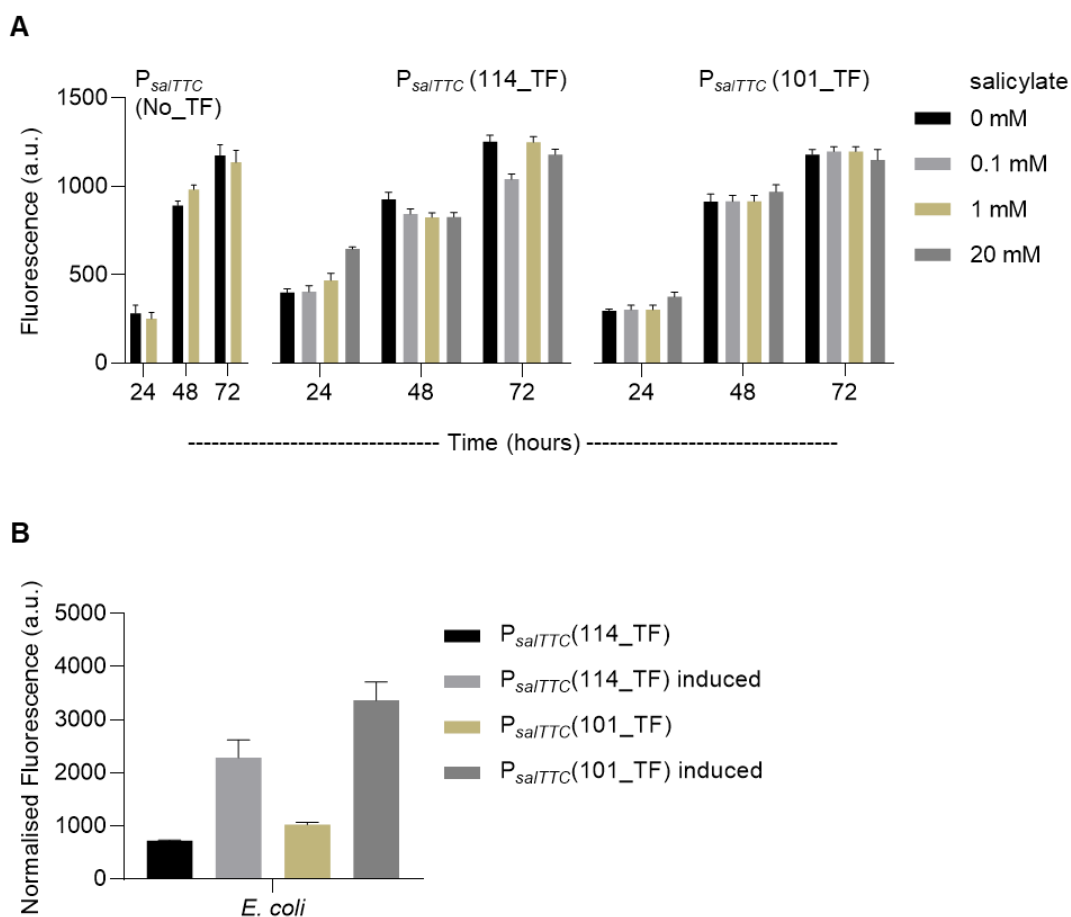 A
P_salTTC
(No_TF)
P_salTTC (114_TF)
P_salTTC (101_TF)
salicylate
0 mM
0.1 mM
1 mM
20 mM
Fluorescence (a.u.)
1500
1000
500
0
24 48 72
24 48 72
24 48 72
Time (hours)
B
Normalised Fluorescence (a.u.)
5000
4000
3000
2000
1000
0
E. coli
P_salTTC(114_TF)
P_salTTC(114_TF) induced
P_salTTC(101_TF)
P_salTTC(101_TF) induced